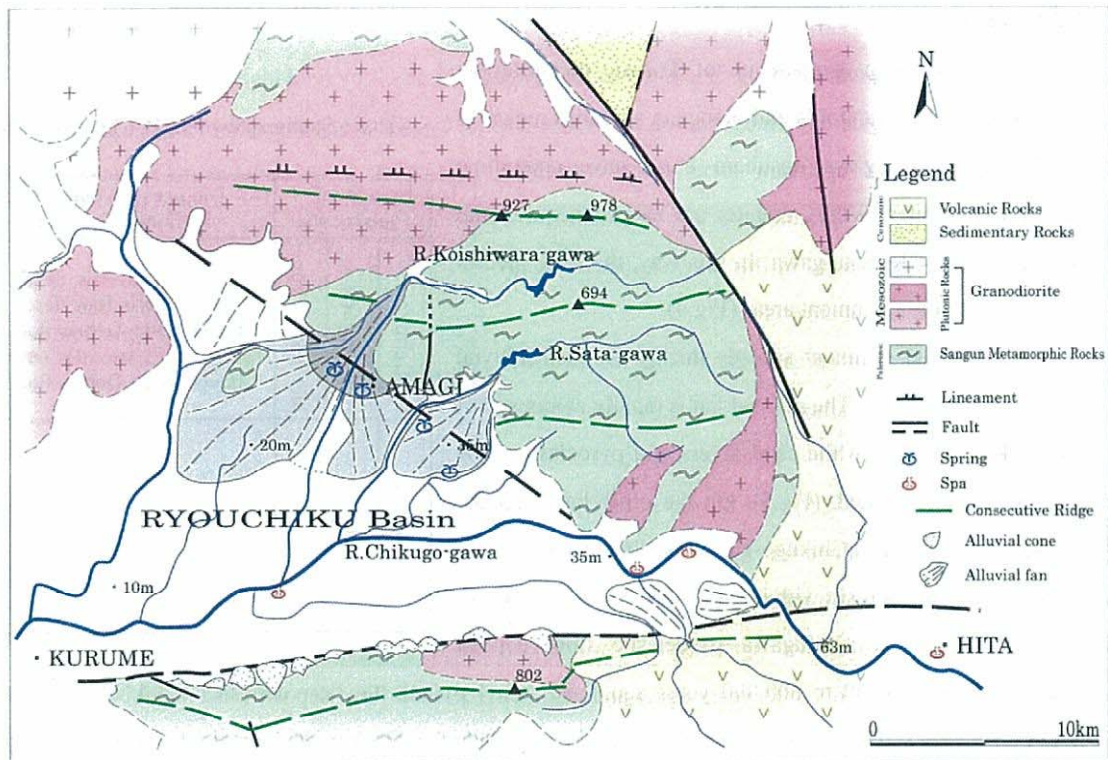 N
Legend
Cenozoic
Volcanic Rocks
Sedimentary Rocks
Mesozoic
Plutonic Rocks
Granodiorite
Sangun Metamorphic Rocks
Lineament
Fault
Spring
Spa
Consecutive Ridge
Alluvial cone
Alluvial fan
927
978
R.Koishiwara-gawa
694
R.Sata-gawa
AMAGI
20m
35m
RYOUCHIKU Basin
R.Chikugo-gawa
35m
10m
KURUME
63m
HITA
802
0 10km